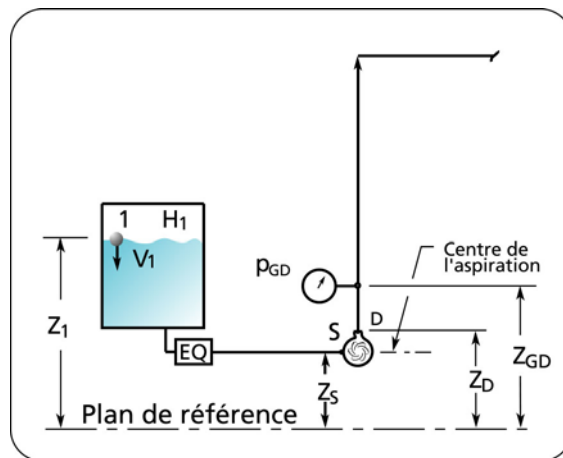 1 H1
V1
Z1
EQ
pGD
S D
Centre de
l'aspiration
ZS
ZD
ZGD
Plan de référence